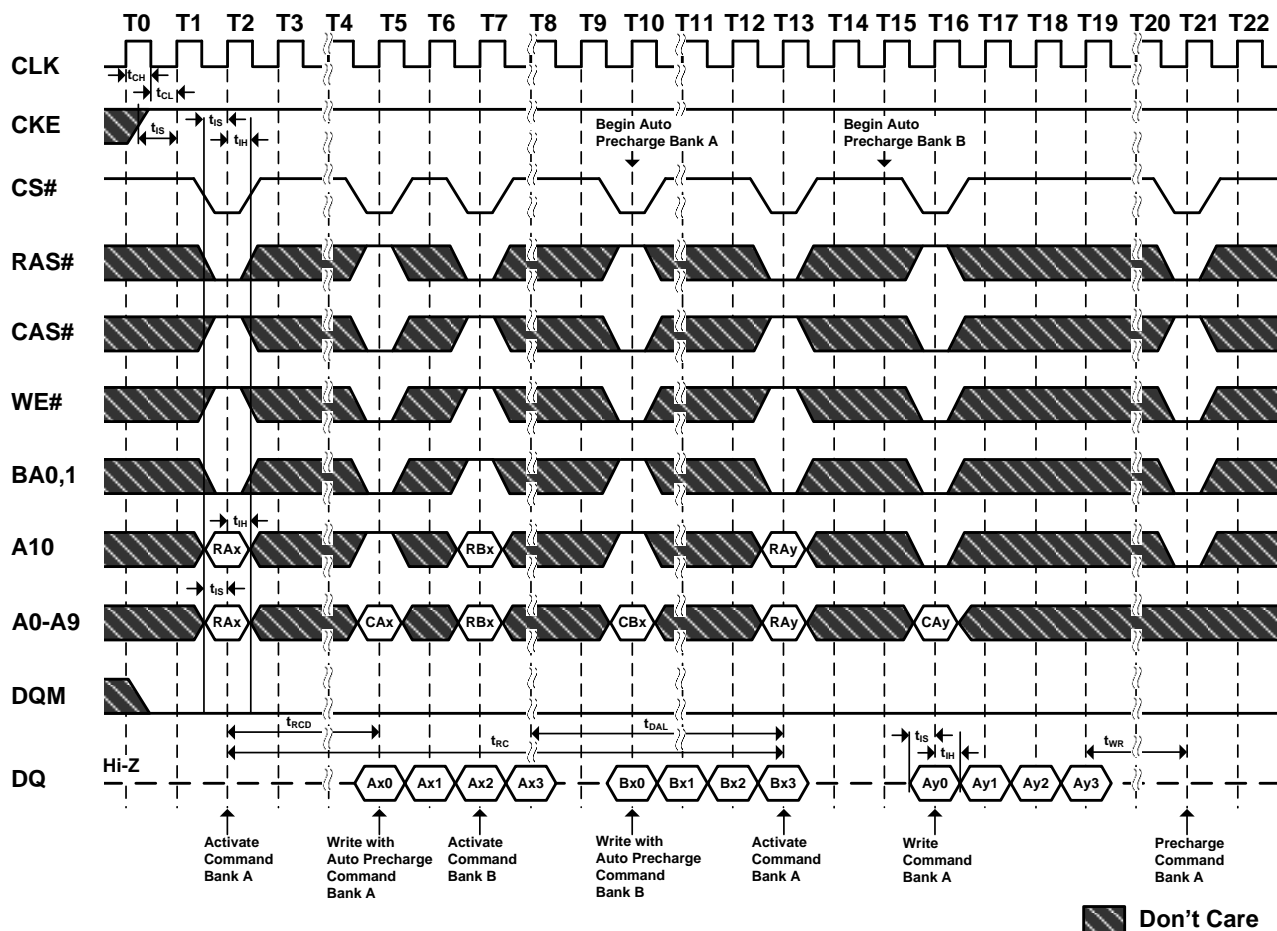 T0 T1 T2 T3 T4 T5 T6 T7 T8 T9 T10 T11 T12 T13 T14 T15 T16 T17 T18 T19 T20 T21 T22
CLK
tCH
tCL
CKE
tIS
tIS
tIH
Begin Auto
Precharge Bank A
Begin Auto
Precharge Bank B
CS#
RAS#
CAS#
WE#
BA0,1
tIH
A10
RAx
RBx
RAy
tIS
A0-A9
RAx
CAx
RBx
CBx
RAy
CAy
DQM
tRCD
tDAL
tRC
tIS
tIH
tWR
Hi-Z
DQ
Ax0 Ax1 Ax2 Ax3 Bx0 Bx1 Bx2 Bx3 Ay0 Ay1 Ay2 Ay3
Activate
Command
Bank A
Write with
Auto Precharge
Command
Bank A
Activate
Command
Bank B
Write with
Auto Precharge
Command
Bank B
Activate
Command
Bank A
Write
Command
Bank A
Precharge
Command
Bank A
Don't Care